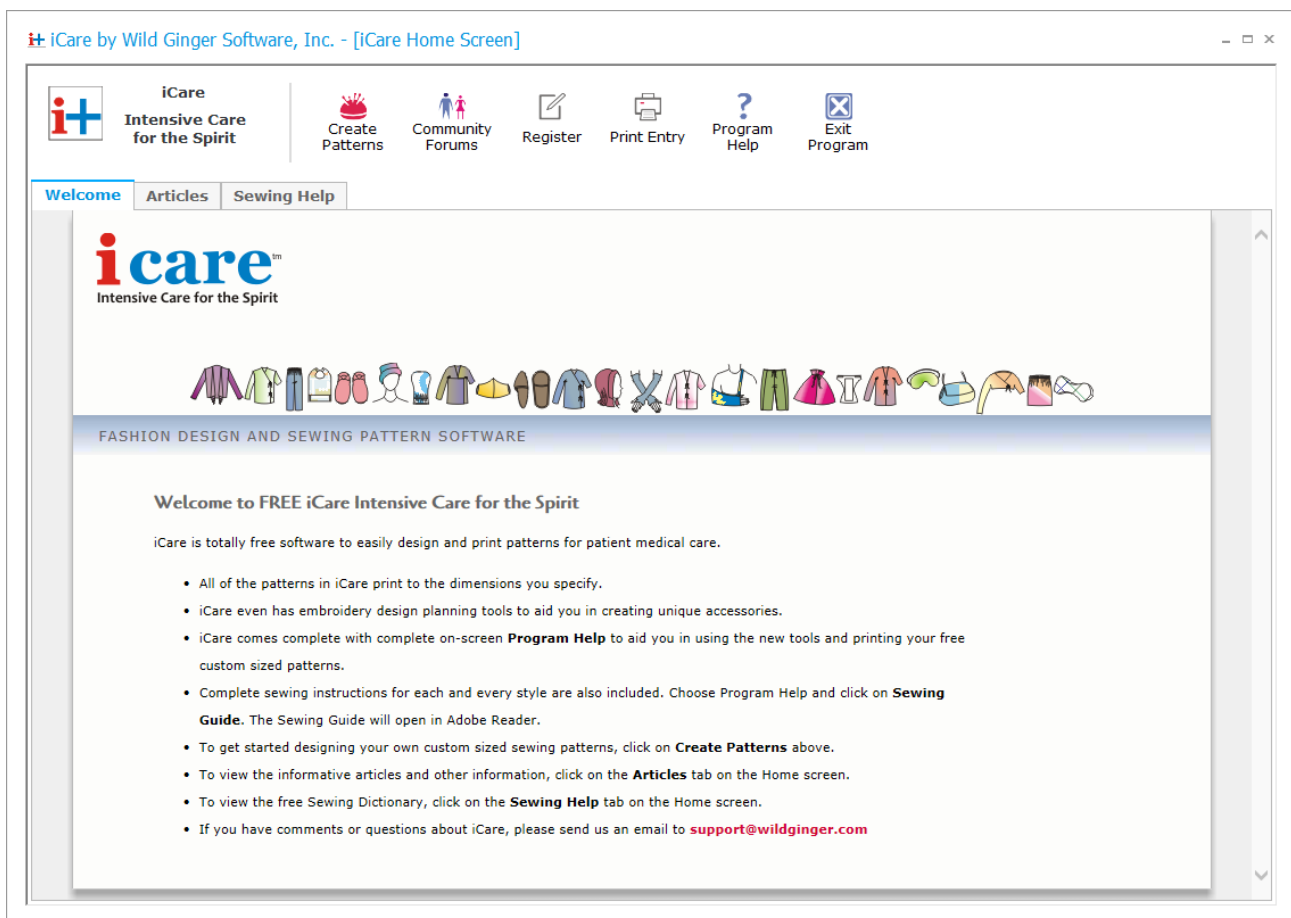 iCare by Wild Ginger Software, Inc. - [iCare Home Screen]
iCare
Intensive Care
for the Spirit
Create
Patterns
Community
Forums
Register
Print Entry
Program
Help
Exit
Program
Welcome
Articles
Sewing Help
icare™
Intensive Care for the Spirit
FASHION DESIGN AND SEWING PATTERN SOFTWARE
Welcome to FREE iCare Intensive Care for the Spirit
iCare is totally free software to easily design and print patterns for patient medical care.
• All of the patterns in iCare print to the dimensions you specify.
• iCare even has embroidery design planning tools to aid you in creating unique accessories.
• iCare comes complete with complete on-screen Program Help to aid you in using the new tools and printing your free
custom sized patterns.
• Complete sewing instructions for each and every style are also included. Choose Program Help and click on Sewing
Guide. The Sewing Guide will open in Adobe Reader.
• To get started designing your own custom sized sewing patterns, click on Create Patterns above.
• To view the informative articles and other information, click on the Articles tab on the Home screen.
• To view the free Sewing Dictionary, click on the Sewing Help tab on the Home screen.
• If you have comments or questions about iCare, please send us an email to support@wildginger.com